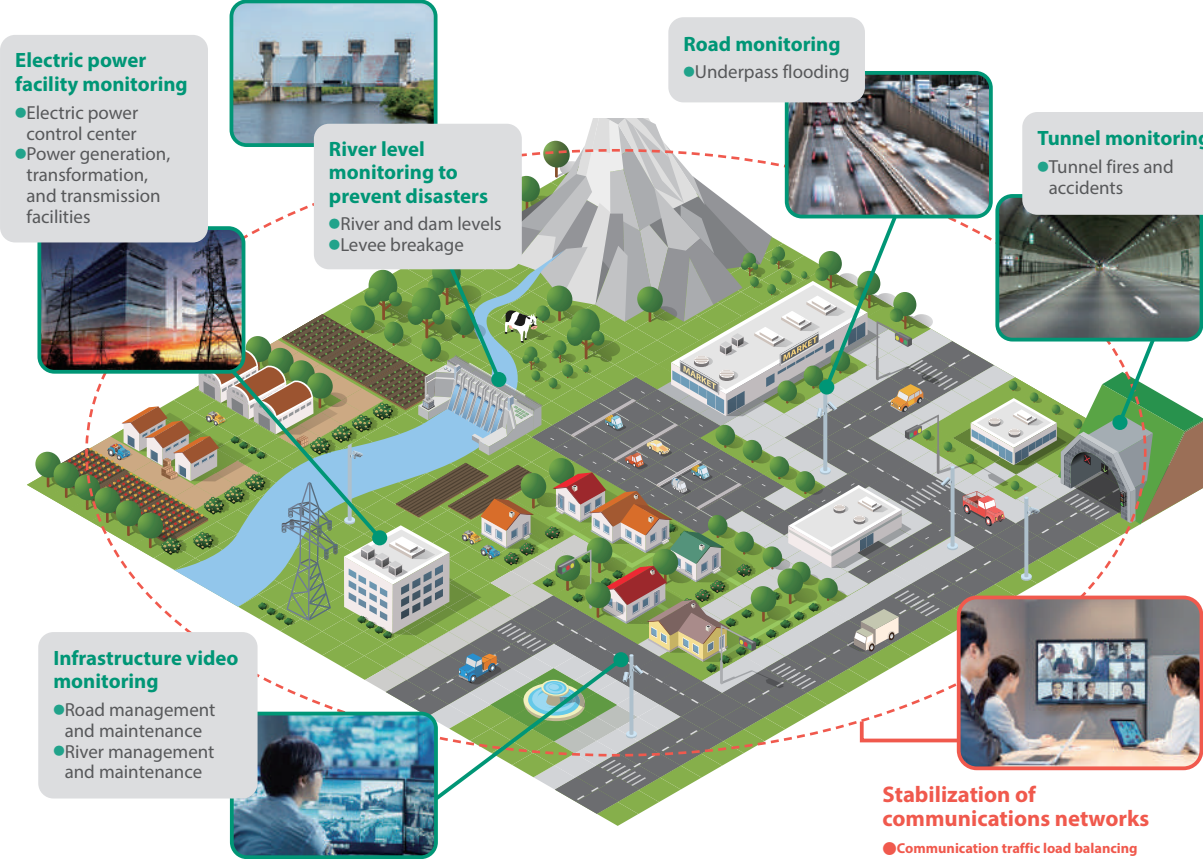 Electric power
facility monitoring
●Electric power
control center
●Power generation,
transformation,
and transmission
facilities
River level
monitoring to
prevent disasters
●River and dam levels
●Levee breakage
Road monitoring
●Underpass flooding
Tunnel monitoring
●Tunnel fires and
accidents
MARKET
MARKET
Infrastructure video
monitoring
●Road management
and maintenance
●River management
and maintenance
Stabilization of
communications networks
●Communication traffic load balancing